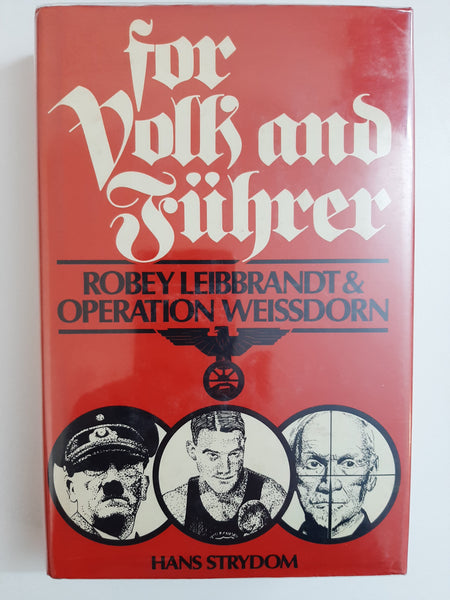 for
Volk and
Führer
ROBEY LEIBBRANDT &
OPERATION WEISSDORN
HANS STRYDOM